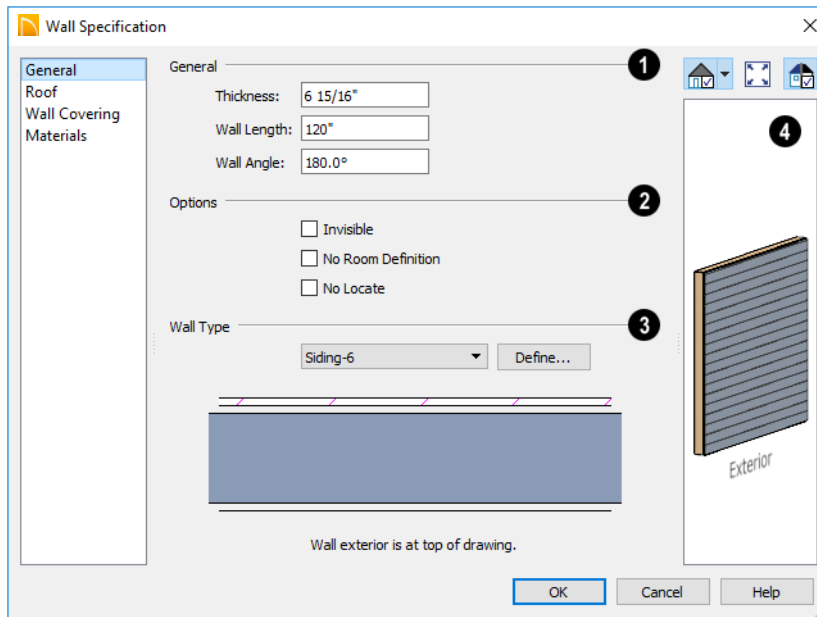 Wall Specification
General
Roof
Wall Covering
Materials
General
1
Thickness:
6 15/16"
Wall Length:
120"
Wall Angle:
180.0°
Options
2
Invisible
No Room Definition
No Locate
Wall Type
3
Siding-6
Define...
Wall exterior is at top of drawing.
4
Exterior
OK
Cancel
Help